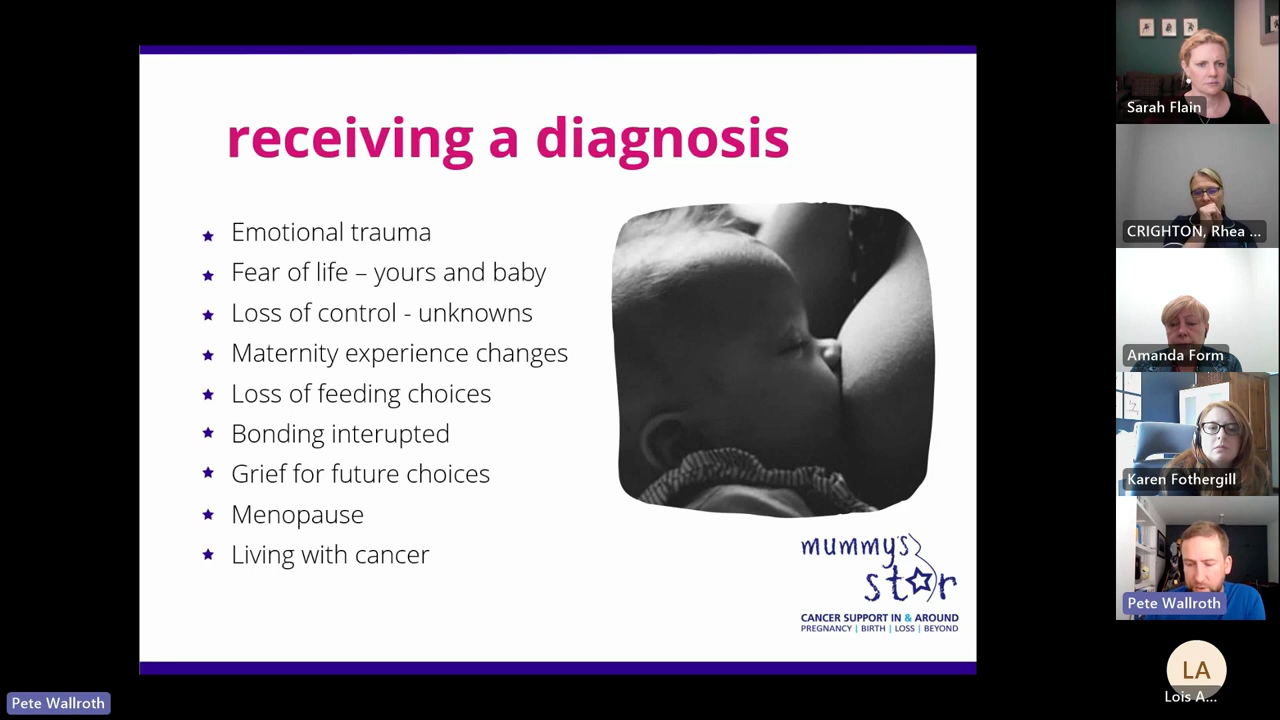 receiving a diagnosis
Emotional trauma
Fear of life – yours and baby
Loss of control - unknowns
Maternity experience changes
Loss of feeding choices
Bonding interupted
Grief for future choices
Menopause
Living with cancer
mummy's
star
CANCER SUPPORT IN & AROUND
PREGNANCY | BIRTH | LOSS | BEYOND
Sarah Flain
CRIGHTON, Rhea ...
Amanda Form
Karen Fothergill
Pete Wallroth
LA
Lois A...
Pete Wallroth